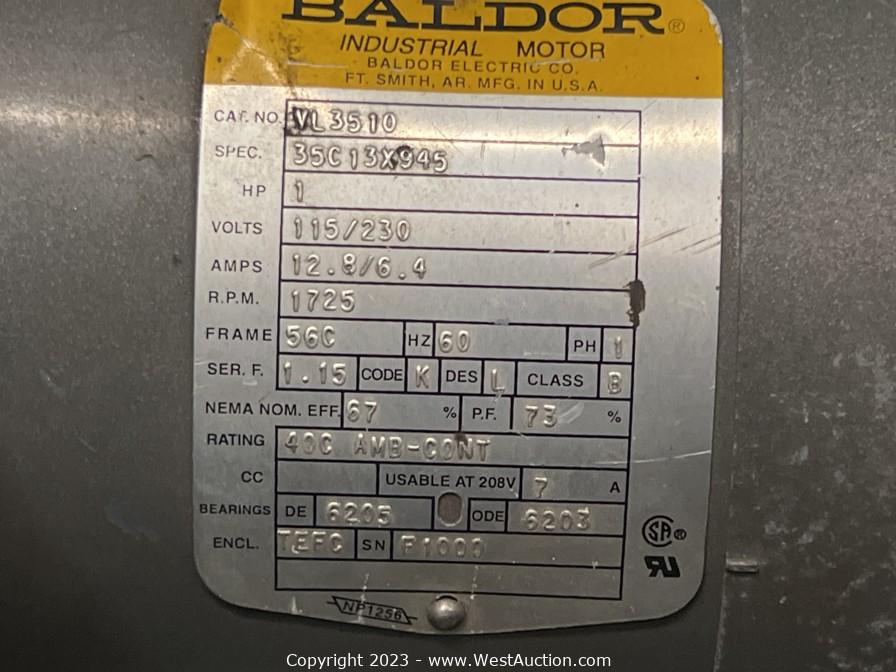 BALDOR®
INDUSTRIAL MOTOR
BALDOR ELECTRIC CO.
FT. SMITH, AR. MFG. IN U.S.A.
CAT. NO. VL3510
SPEC. 35C13X945
HP 1
VOLTS 115/230
AMPS 12.8/6.4
R.P.M. 1725
FRAME 56C HZ 60 PH 1
SER. F. 1.15 CODE K DES L CLASS B
NEMA NOM. EFF. 67 % P.F. 73 %
RATING 40C AMB-CONT
CC USABLE AT 208V 7 A
BEARINGS DE 6205 ODE 6203
ENCL. TEFC SN F1000
SA®
NP1256
Copyright 2023 - www.WestAuction.com